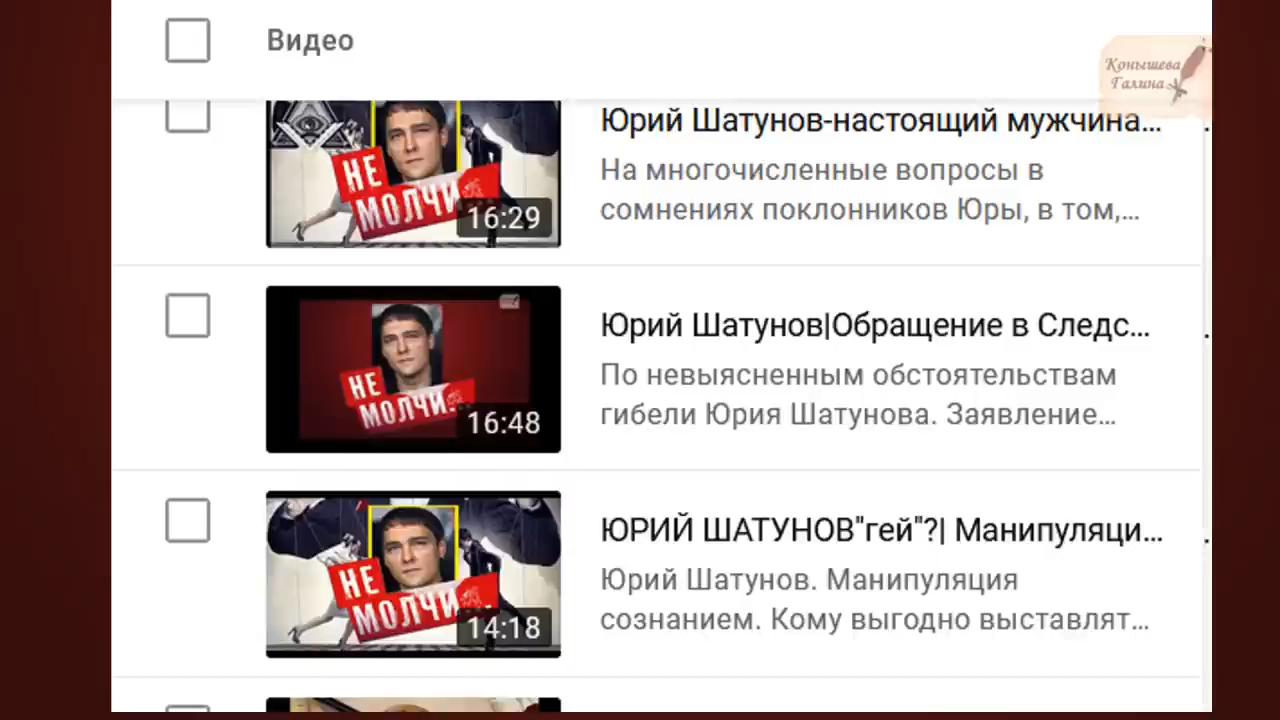 Видео
Конышева
Галина
Юрий Шатунов-настоящий мужчина...
На многочисленные вопросы в
сомнениях поклонников Юры, в том,...
НЕ
МОЛЧИ
16:29
Юрий Шатунов|Обращение в Следс...
По невыясненным обстоятельствам
гибели Юрия Шатунова. Заявление...
НЕ
МОЛЧИ..
16:48
ЮРИЙ ШАТУНОВ"гей"?| Манипуляци...
Юрий Шатунов. Манипуляция
сознанием. Кому выгодно выставлят...
НЕ
МОЛЧИ
14:18